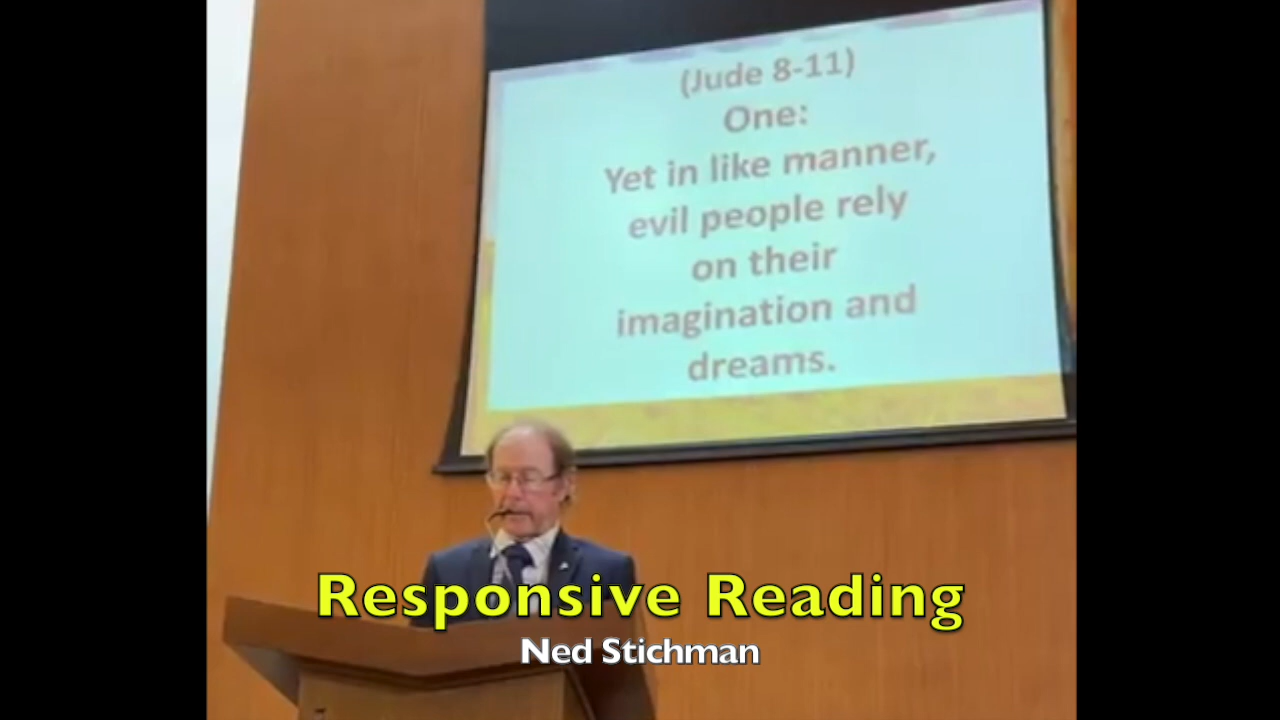 (Jude 8-11)
One:
Yet in like manner,
evil people rely
on their
imagination and
dreams.
Responsive Reading
Ned Stichman